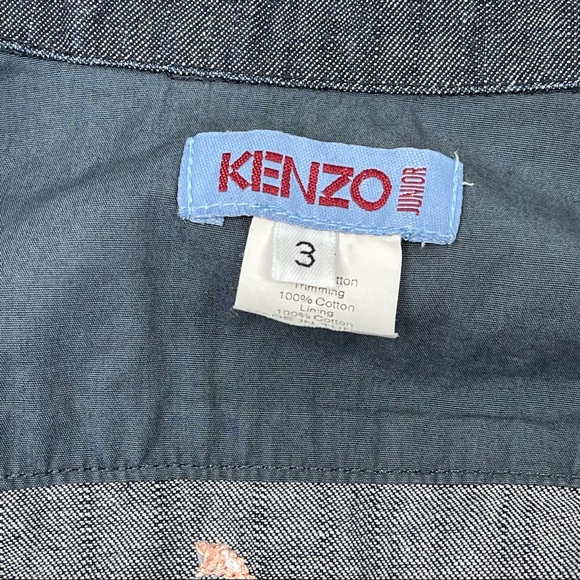 KENZO JUNIOR
3
Trimming
100% Cotton
Lining
100% Cotton